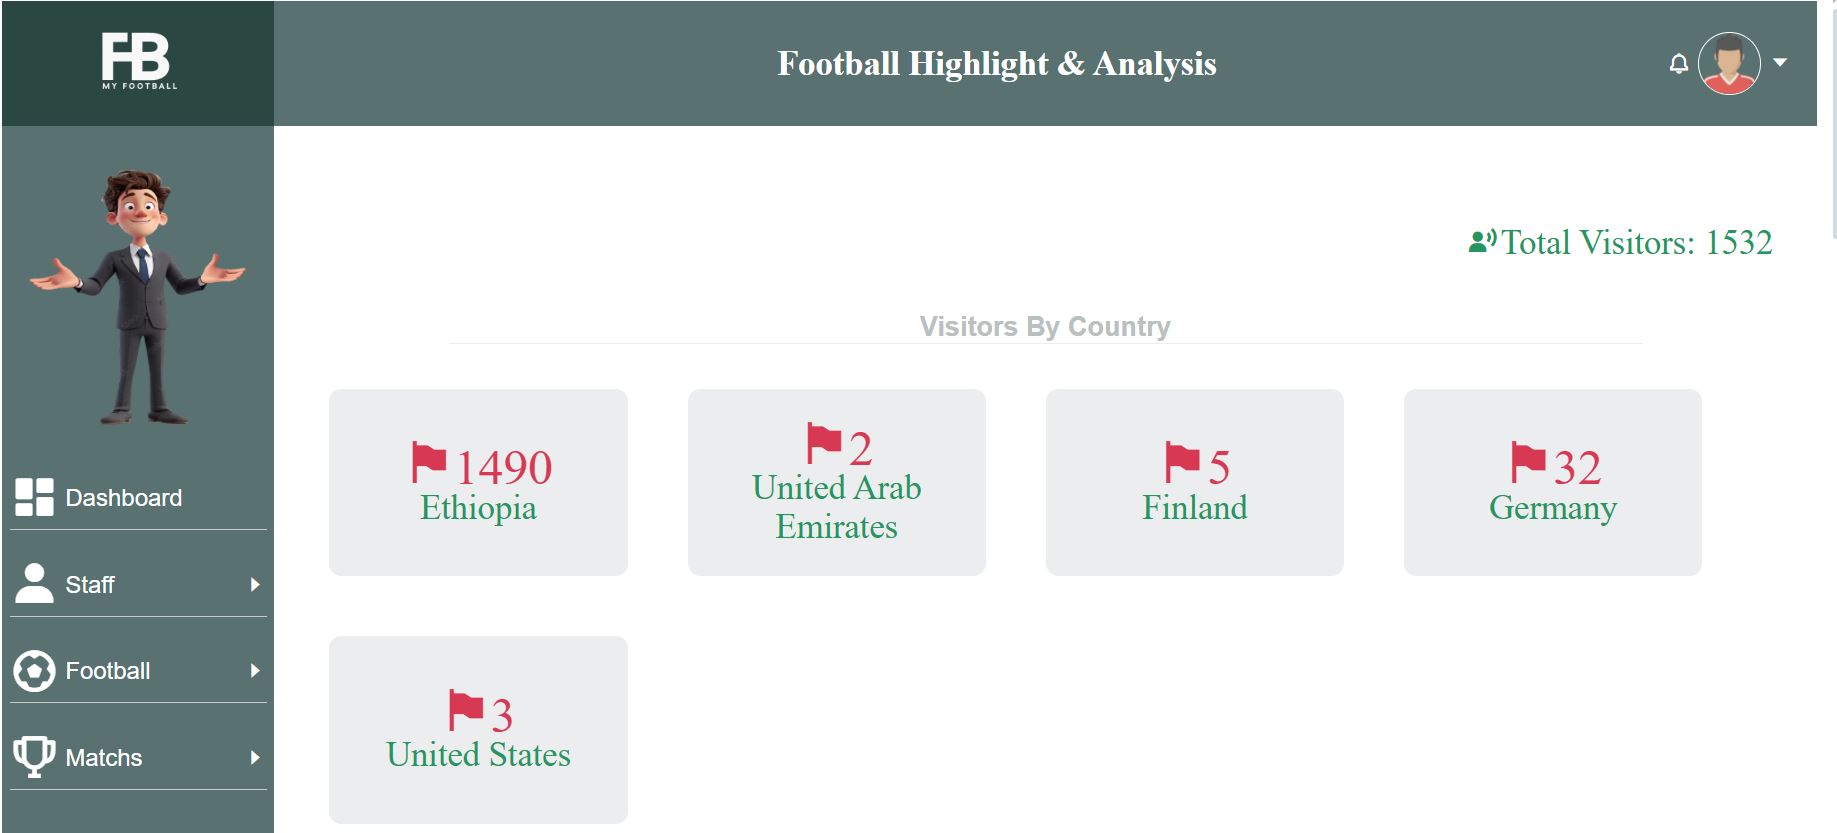 FB
MY FOOTBALL
Football Highlight & Analysis
Total Visitors: 1532
Visitors By Country
1490
Ethiopia
2
United Arab
Emirates
5
Finland
32
Germany
3
United States
Dashboard
Staff
Football
Matchs